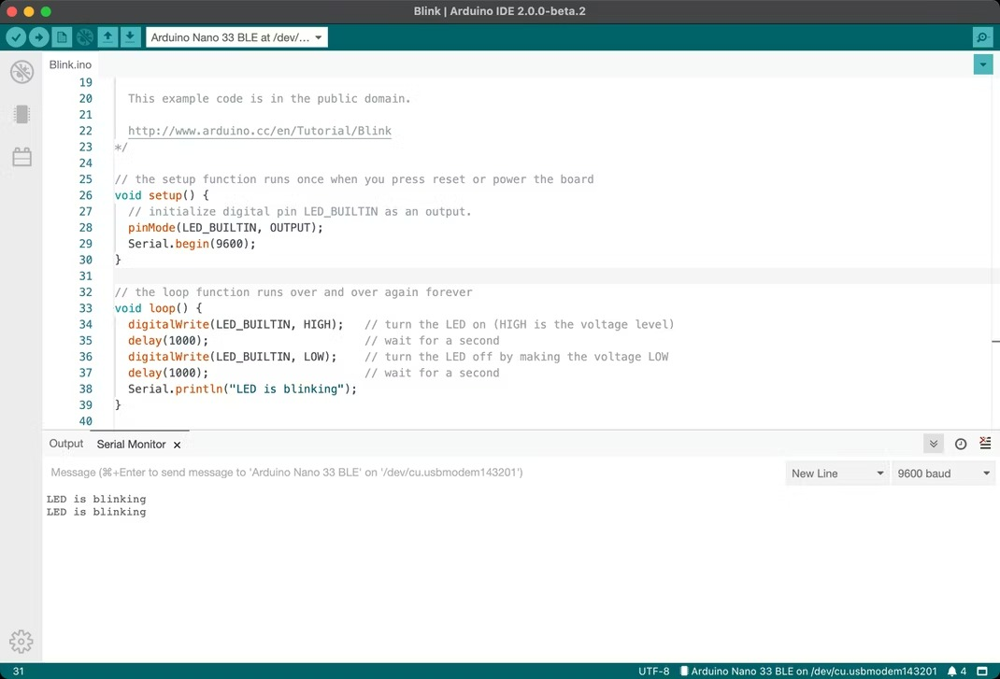 Blink | Arduino IDE 2.0.0-beta.2
Arduino Nano 33 BLE at /dev/...
Blink.ino
19
20 This example code is in the public domain.
21
22 http://www.arduino.cc/en/Tutorial/Blink
23 */
24
25 // the setup function runs once when you press reset or power the board
26 void setup() {
27 // initialize digital pin LED_BUILTIN as an output.
28 pinMode(LED_BUILTIN, OUTPUT);
29 Serial.begin(9600);
30 }
31
32 // the loop function runs over and over again forever
33 void loop() {
34 digitalWrite(LED_BUILTIN, HIGH); // turn the LED on (HIGH is the voltage level)
35 delay(1000); // wait for a second
36 digitalWrite(LED_BUILTIN, LOW); // turn the LED off by making the voltage LOW
37 delay(1000); // wait for a second
38 Serial.println("LED is blinking");
39 }
40
Output Serial Monitor ×
Message (⌘+Enter to send message to 'Arduino Nano 33 BLE' on '/dev/cu.usbmodem143201') New Line 9600 baud
LED is blinking
LED is blinking
31 UTF-8 Arduino Nano 33 BLE on /dev/cu.usbmodem143201 4